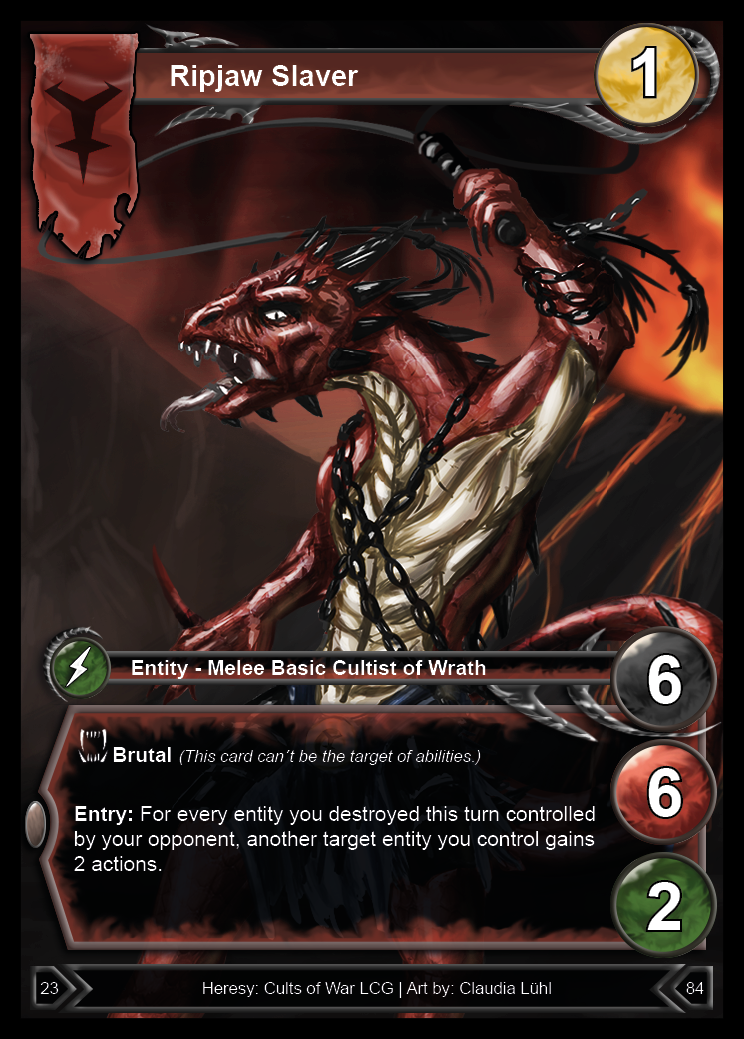 Ripjaw Slaver
1
Entity - Melee Basic Cultist of Wrath
6
Brutal (This card can´t be the target of abilities.)
6
Entry: For every entity you destroyed this turn controlled
by your opponent, another target entity you control gains
2 actions.
2
23
Heresy: Cults of War LCG | Art by: Claudia Lühl
84